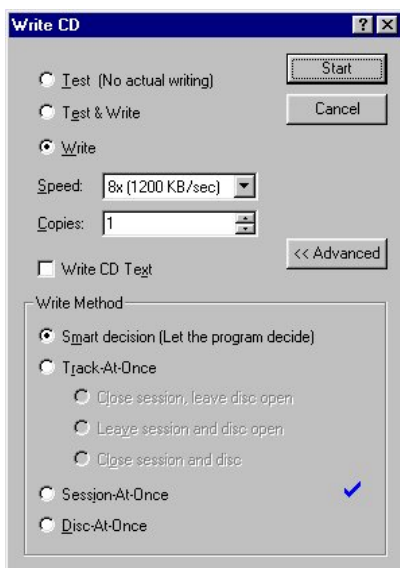 Write CD
Test (No actual writing)
Start
Test & Write
Cancel
Write
Speed: 8x (1200 KB/sec)
Copies: 1
<< Advanced
Write CD Text
Write Method
Smart decision (Let the program decide)
Track-At-Once
Close session, leave disc open
Leave session and disc open
Close session and disc
Session-At-Once
Disc-At-Once